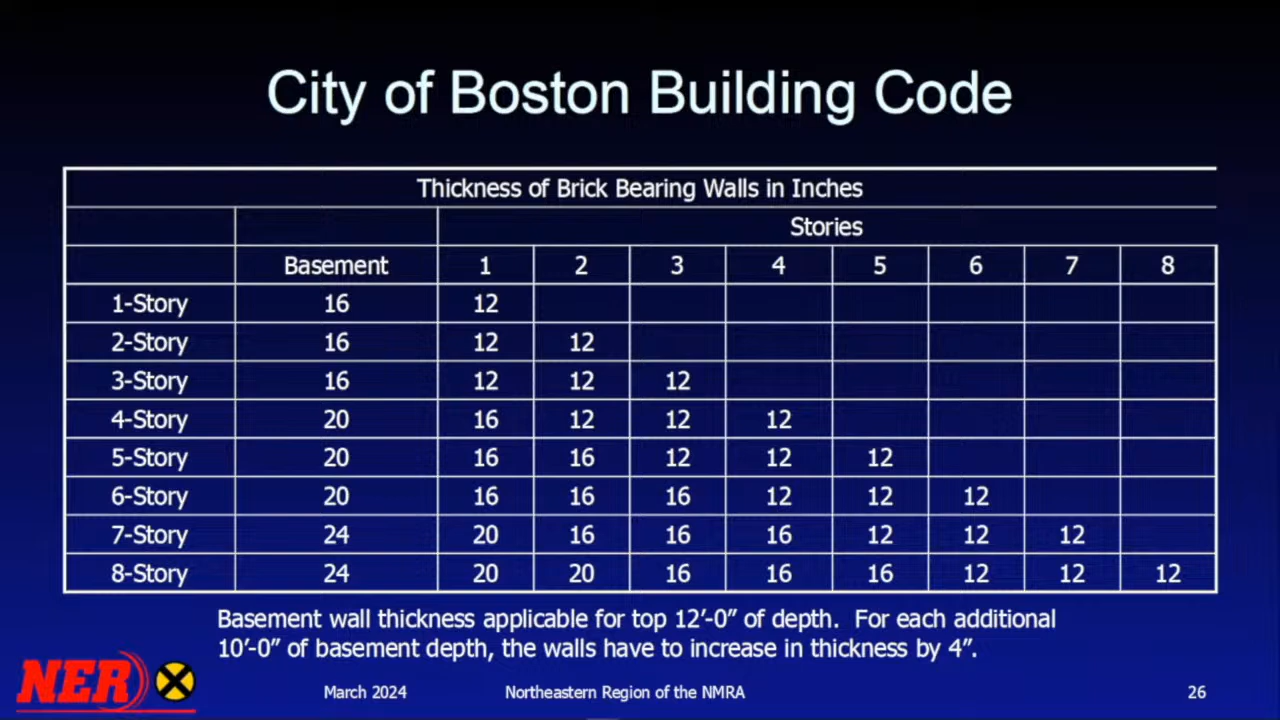 City of Boston Building Code
Thickness of Brick Bearing Walls in Inches
Stories
Basement 1 2 3 4 5 6 7 8
1-Story 16 12
2-Story 16 12 12
3-Story 16 12 12 12
4-Story 20 16 12 12 12
5-Story 20 16 16 12 12 12
6-Story 20 16 16 16 12 12 12
7-Story 24 20 16 16 16 12 12 12
8-Story 24 20 20 16 16 16 12 12 12
Basement wall thickness applicable for top 12’-0” of depth. For each additional
10’-0” of basement depth, the walls have to increase in thickness by 4”.
NER
March 2024 Northeastern Region of the NMRA 26